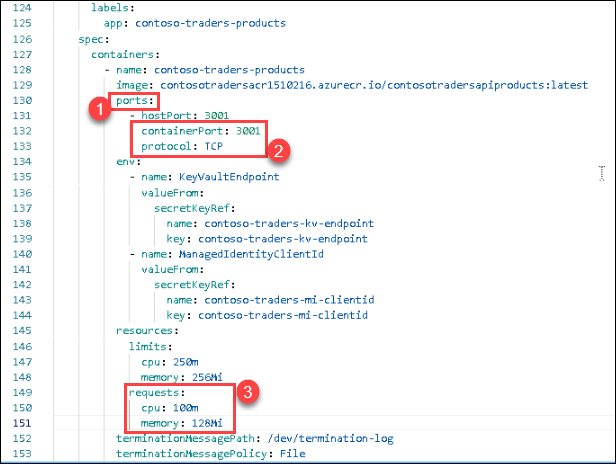 124 labels:
125 app: contoso-traders-products
126 spec:
127 containers:
128 - name: contoso-traders-products
129 image: contosotradersacr1510216.azurecr.io/contosotradersapiproducts:latest
130 ports:
1
131 - hostPort: 3001
132 containerPort: 3001
133 protocol: TCP
2
134 env:
135 - name: KeyVaultEndpoint
136 valueFrom:
137 secretKeyRef:
138 name: contoso-traders-kv-endpoint
139 key: contoso-traders-kv-endpoint
140 - name: ManagedIdentityClientId
141 valueFrom:
142 secretKeyRef:
143 name: contoso-traders-mi-clientid
144 key: contoso-traders-mi-clientid
145 resources:
146 limits:
147 cpu: 250m
148 memory: 256Mi
149 requests:
3
150 cpu: 100m
151 memory: 128Mi
152 terminationMessagePath: /dev/termination-log
153 terminationMessagePolicy: File